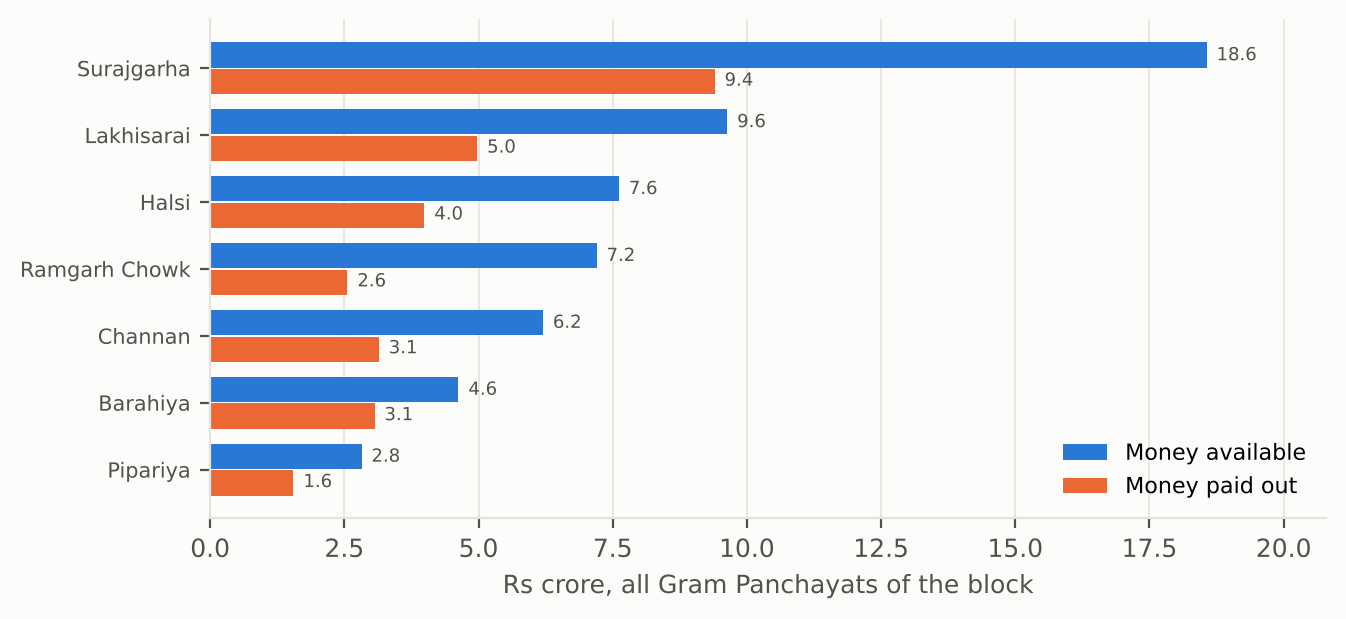 18.6
Surajgarha
9.4
9.6
Lakhisarai
5.0
7.6
Halsi
4.0
7.2
Ramgarh Chowk
2.6
6.2
Channan
3.1
4.6
Barahiya
3.1
2.8
Pipariya
1.6
Money available
Money paid out
0.0 2.5 5.0 7.5 10.0 12.5 15.0 17.5 20.0
Rs crore, all Gram Panchayats of the block